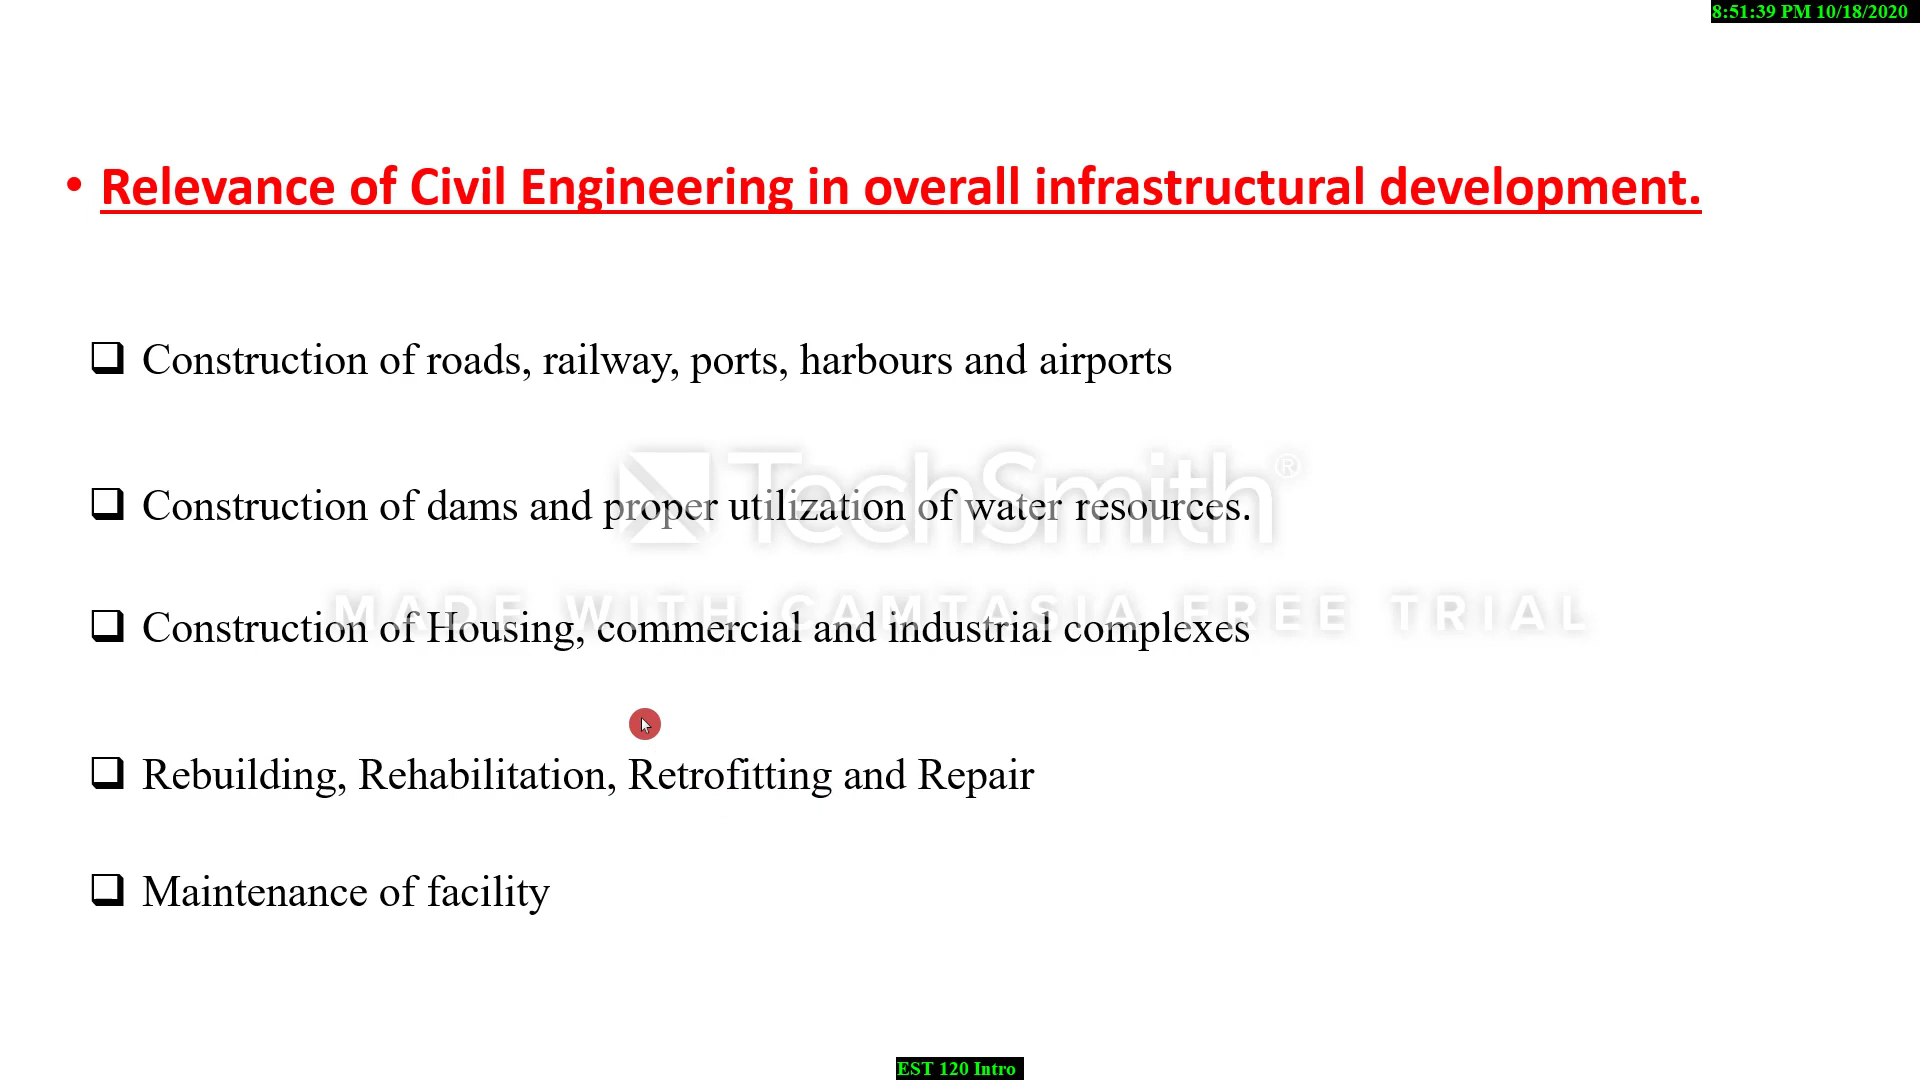 8:51:39 PM 10/18/2020
• Relevance of Civil Engineering in overall infrastructural development.
❑ Construction of roads, railway, ports, harbours and airports
TechSmith®
❑ Construction of dams and proper utilization of water resources.
MADE WITH CAMTASIA FREE TRIAL
❑ Construction of Housing, commercial and industrial complexes
❑ Rebuilding, Rehabilitation, Retrofitting and Repair
❑ Maintenance of facility
EST 120 Intro